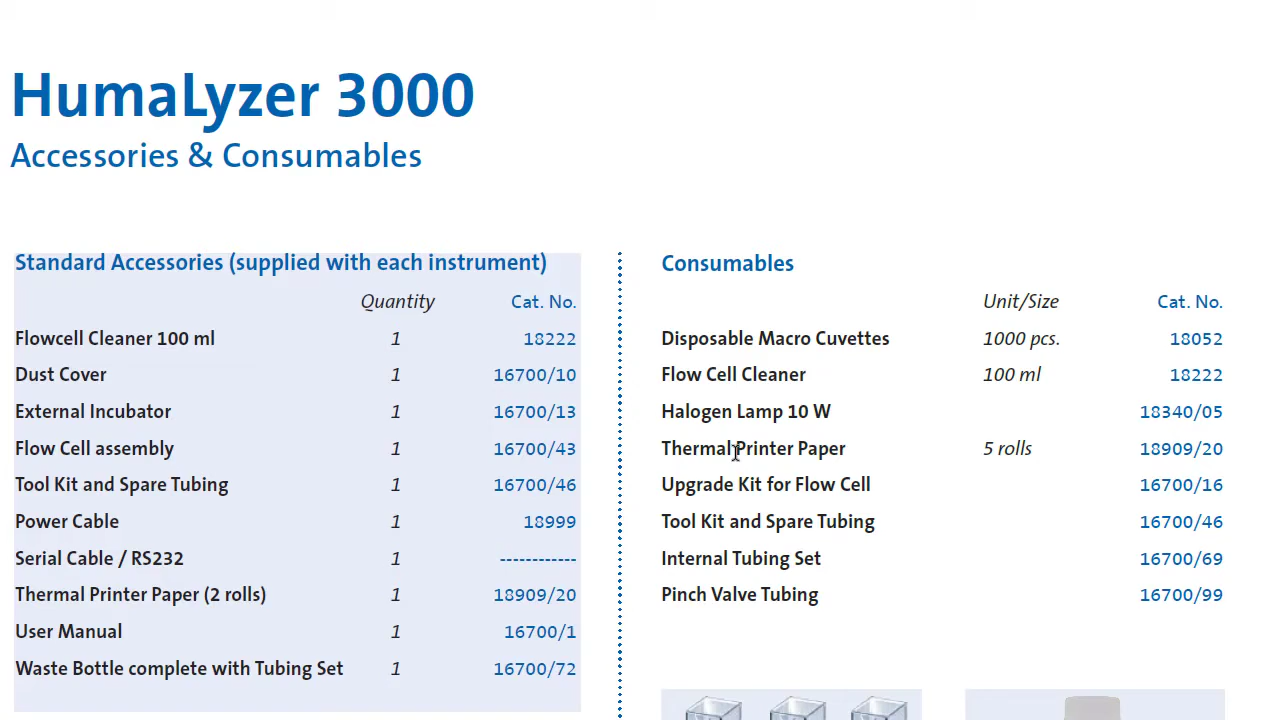 HumaLyzer 3000
Accessories & Consumables
Standard Accessories (supplied with each instrument)
Quantity Cat. No.
Flowcell Cleaner 100 ml 1 18222
Dust Cover 1 16700/10
External Incubator 1 16700/13
Flow Cell assembly 1 16700/43
Tool Kit and Spare Tubing 1 16700/46
Power Cable 1 18999
Serial Cable / RS232 1 ------------
Thermal Printer Paper (2 rolls) 1 18909/20
User Manual 1 16700/1
Waste Bottle complete with Tubing Set 1 16700/72
Consumables
Unit/Size Cat. No.
Disposable Macro Cuvettes 1000 pcs. 18052
Flow Cell Cleaner 100 ml 18222
Halogen Lamp 10 W 18340/05
Thermal Printer Paper 5 rolls 18909/20
Upgrade Kit for Flow Cell 16700/16
Tool Kit and Spare Tubing 16700/46
Internal Tubing Set 16700/69
Pinch Valve Tubing 16700/99